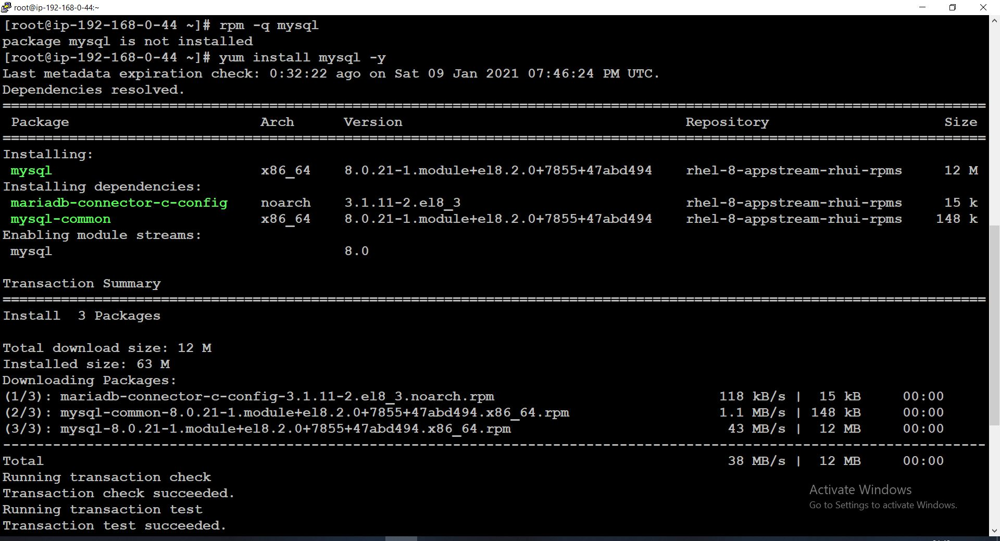 root@ip-192-168-0-44:~
[root@ip-192-168-0-44 ~]# rpm -q mysql
package mysql is not installed
[root@ip-192-168-0-44 ~]# yum install mysql -y
Last metadata expiration check: 0:32:22 ago on Sat 09 Jan 2021 07:46:24 PM UTC.
Dependencies resolved.
================================================================================
Package Arch Version Repository Size
================================================================================
Installing:
mysql x86_64 8.0.21-1.module+el8.2.0+7855+47abd494 rhel-8-appstream-rhui-rpms 12 M
Installing dependencies:
mariadb-connector-c-config noarch 3.1.11-2.el8_3 rhel-8-appstream-rhui-rpms 15 k
mysql-common x86_64 8.0.21-1.module+el8.2.0+7855+47abd494 rhel-8-appstream-rhui-rpms 148 k
Enabling module streams:
mysql 8.0
Transaction Summary
================================================================================
Install 3 Packages
Total download size: 12 M
Installed size: 63 M
Downloading Packages:
(1/3): mariadb-connector-c-config-3.1.11-2.el8_3.noarch.rpm 118 kB/s | 15 kB 00:00
(2/3): mysql-common-8.0.21-1.module+el8.2.0+7855+47abd494.x86_64.rpm 1.1 MB/s | 148 kB 00:00
(3/3): mysql-8.0.21-1.module+el8.2.0+7855+47abd494.x86_64.rpm 43 MB/s | 12 MB 00:00
--------------------------------------------------------------------------------
Total 38 MB/s | 12 MB 00:00
Running transaction check
Transaction check succeeded.
Running transaction test
Transaction test succeeded.
Activate Windows
Go to Settings to activate Windows.